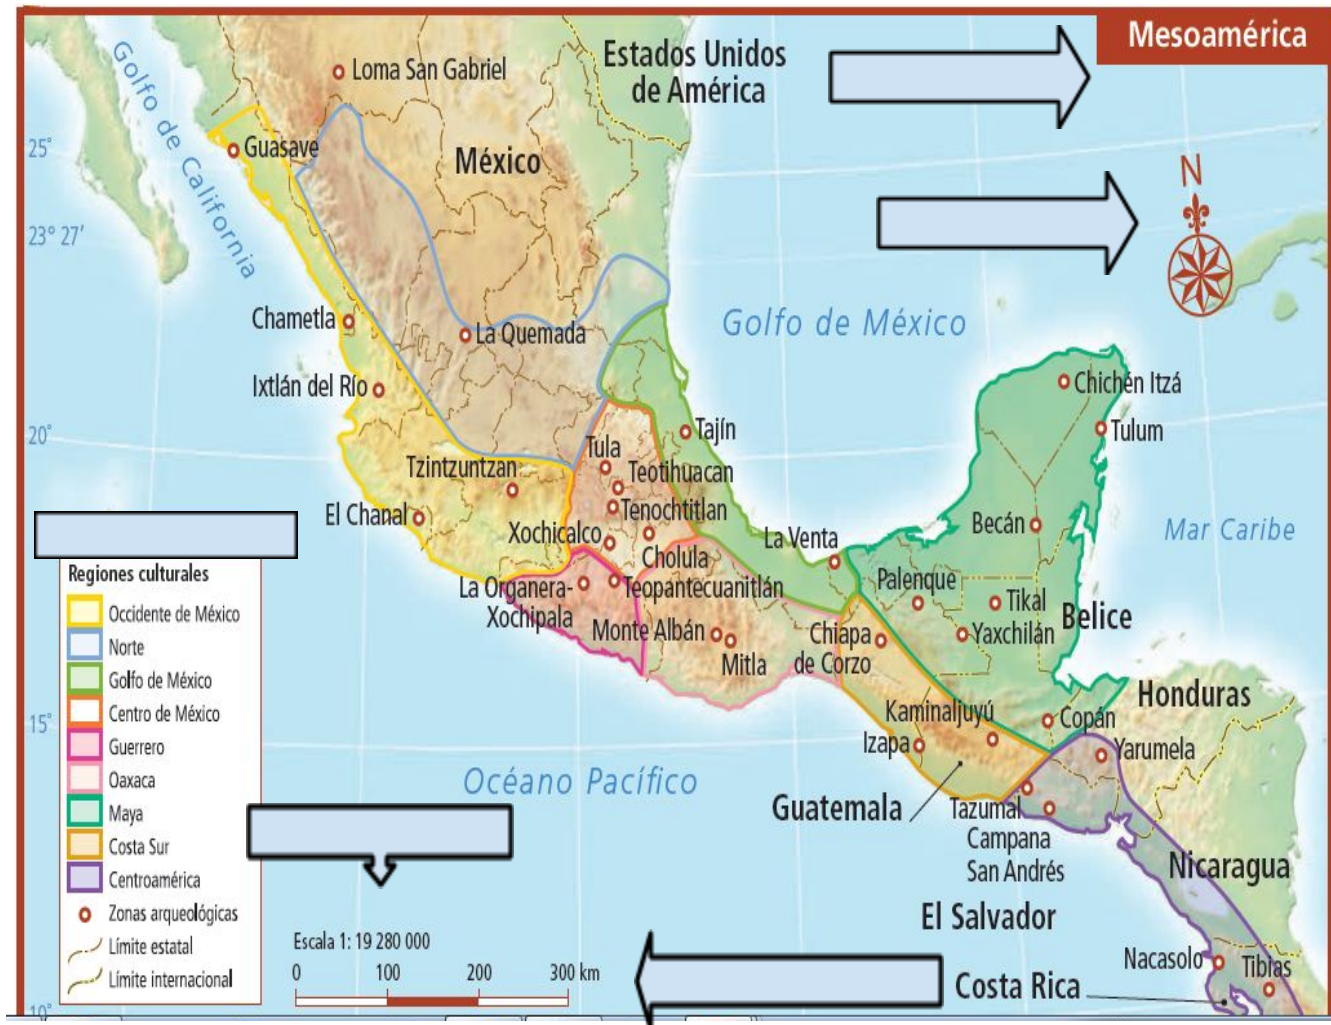 Mesoamérica
Estados Unidos
de América
Golfo de California
Loma San Gabriel
25°
Guasave
México
N
23° 27'
Chametla
La Quemada
Golfo de México
Ixtlán del Río
Chichén Itzá
20°
Tajín
Tulum
Tula
Tzintzuntzan
Teotihuacan
El Chanal
Tenochtitlan
Xochicalco
Cholula
La Venta
Becán
Mar Caribe
La Organera-
Xochipala
Teopantecuanitlán
Palenque
Tikal
Belice
Monte Albán
Mitla
Chiapa
de Corzo
Yaxchilán
Honduras
15°
Kaminaljuyú
Copán
Izapa
Yarumela
Océano Pacífico
Guatemala
Tazumal
Campana
San Andrés
Nicaragua
El Salvador
Nacasolo
Tibias
Costa Rica
10°
Regiones culturales
Occidente de México
Norte
Golfo de México
Centro de México
Guerrero
Oaxaca
Maya
Costa Sur
Centroamérica
Zonas arqueológicas
Límite estatal
Límite internacional
Escala 1: 19 280 000
0 100 200 300 km